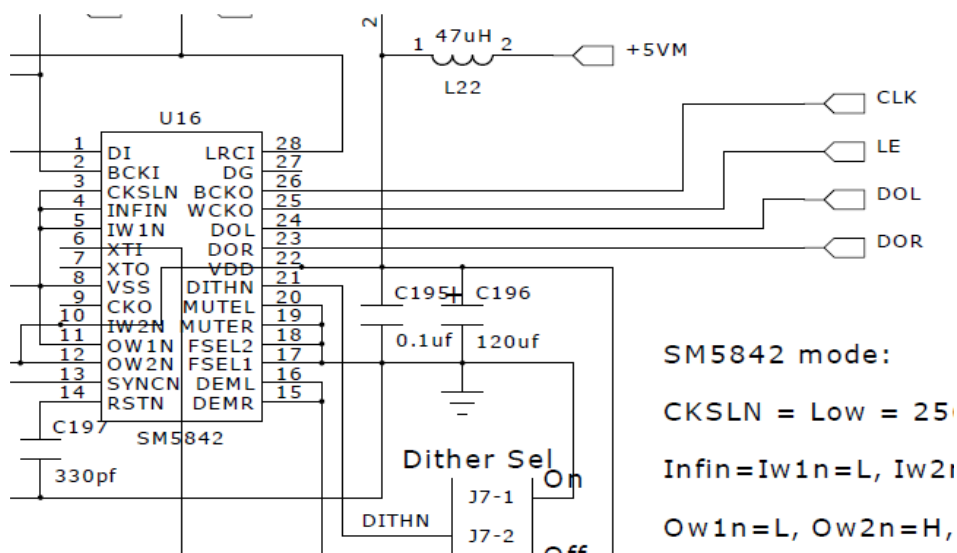 2
1 47uH 2
+5VM
L22
CLK
U16
LE
1 DI LRCI 28
2 BCKI DG 27
3 CKSLN BCKO 26
4 INFIN WCKO 25
5 IW1N DOL 24
6 XTI DOR 23
7 XTO VDD 22
8 VSS DITHN 21
9 CKO MUTEL 20
10 IW2N MUTER 19
11 OW1N FSEL2 18
12 OW2N FSEL1 17
13 SYNCN DEML 16
14 RSTN DEMR 15
DOL
DOR
C195 C196
0.1uf 120uf
C197
SM5842
330pf
SM5842 mode:
CKSLN = Low = 25
Infin=Iw1n=L, Iw2n
Ow1n=L, Ow2n=H,
Dither Sel
On
J7-1
DITHN
J7-2
Off